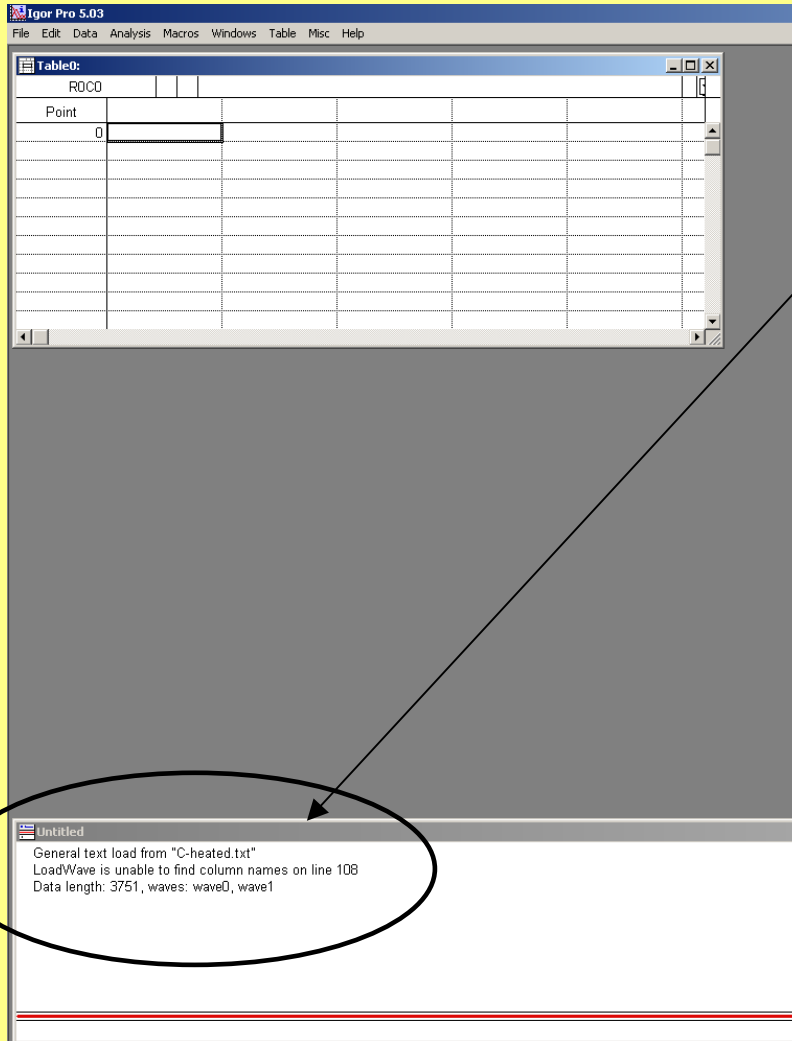 Igor Pro 5.03
File Edit Data Analysis Macros Windows Table Misc Help
Table0:
R0C0
Point
0
Untitled
General text load from "C-heated.txt"
LoadWave is unable to find column names on line 108
Data length: 3751, waves: wave0, wave1